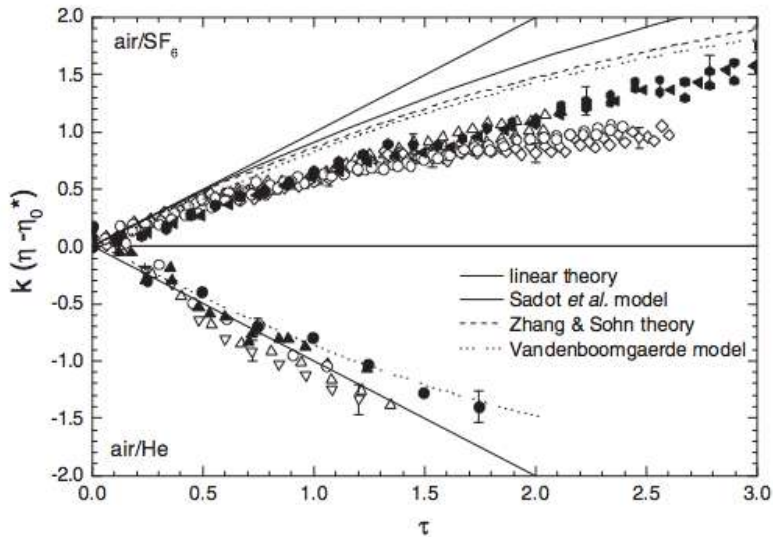 2.0
air/SF₆
1.5
1.0
0.5
0.0
-0.5
-1.0
-1.5
-2.0
k (η -η₀*)
linear theory
Sadot et al. model
Zhang & Sohn theory
Vandenboomgaerde model
air/He
0.0 0.5 1.0 1.5 2.0 2.5 3.0
τ